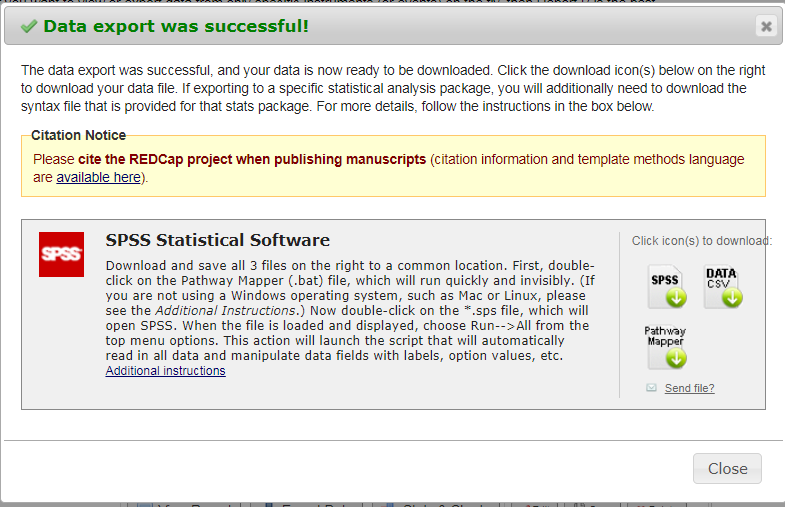 Data export was successful!
The data export was successful, and your data is now ready to be downloaded. Click the download icon(s) below on the right
to download your data file. If exporting to a specific statistical analysis package, you will additionally need to download the
syntax file that is provided for that stats package. For more details, follow the instructions in the box below.
Citation Notice
Please cite the REDCap project when publishing manuscripts (citation information and template methods language
are available here).
SPSS
SPSS Statistical Software
Download and save all 3 files on the right to a common location. First, double-
click on the Pathway Mapper (.bat) file, which will run quickly and invisibly. (If
you are not using a Windows operating system, such as Mac or Linux, please
see the Additional Instructions.) Now double-click on the *.sps file, which will
open SPSS. When the file is loaded and displayed, choose Run-->All from the
top menu options. This action will launch the script that will automatically
read in all data and manipulate data fields with labels, option values, etc.
Additional instructions
Click icon(s) to download:
SPSS
DATA
CSV
Pathway
Mapper
Send file?
Close